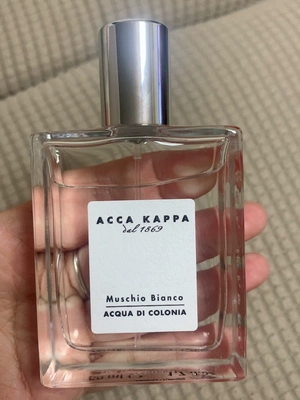 ACCA KAPPA
dal 1869
Muschio Bianco
ACQUA DI COLONIA